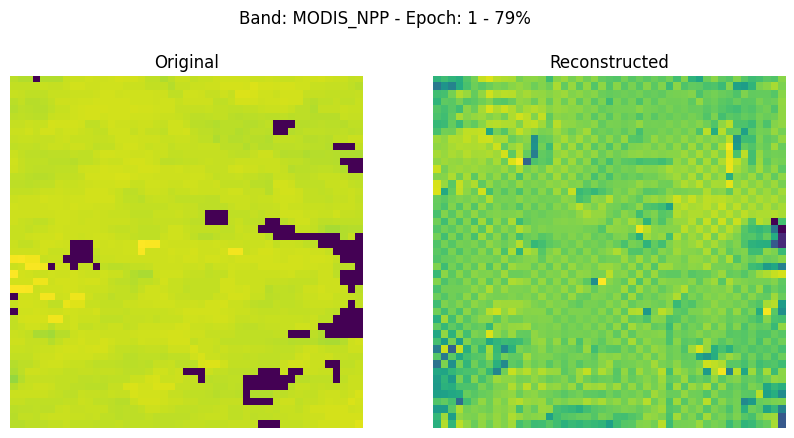 Band: MODIS_NPP - Epoch: 1 - 79%
Original
Reconstructed